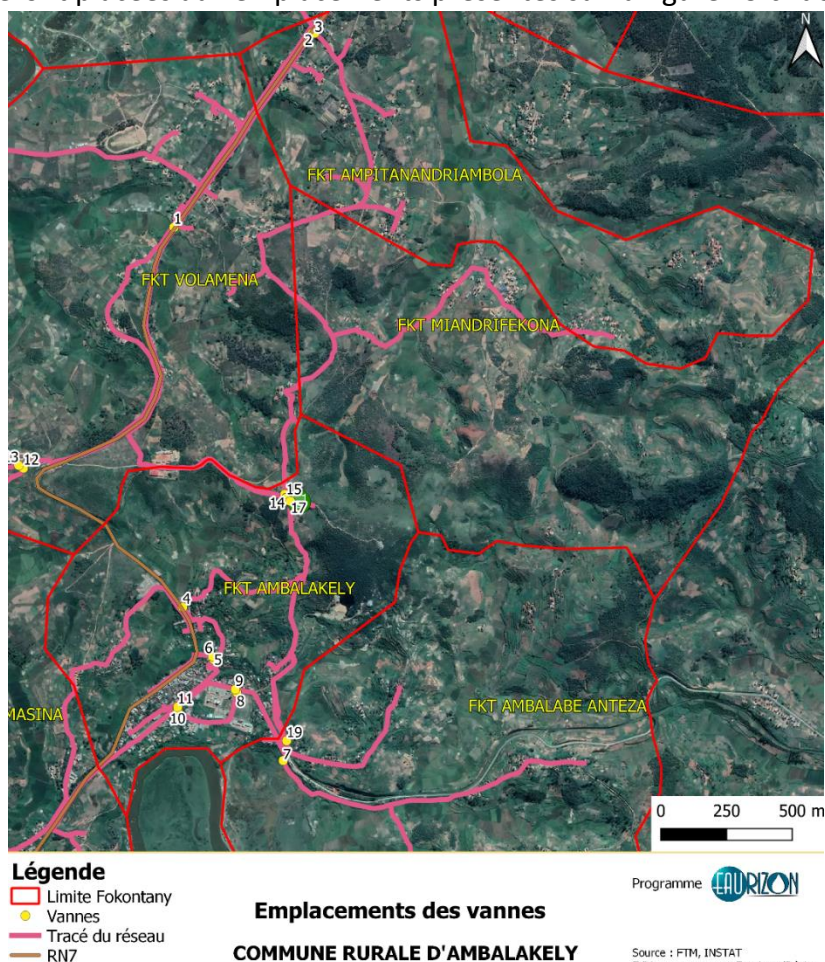 N
3
2
FKT AMPITANANDRIAMBOLA
1
FKT VOLAMENA
FKT MIANDRIFEKONA
13 12
15
14 17
FKT AMBALAKELY
4
6
5
9
8
11
10
MASINA
FKT AMBALABE ANTEZA
19
7
0 250 500 m
Légende
Limite Fokontany
Vannes
Tracé du réseau
RN7
Emplacements des vannes
COMMUNE RURALE D'AMBALAKELY
Programme EAURIZON
Source : FTM, INSTAT